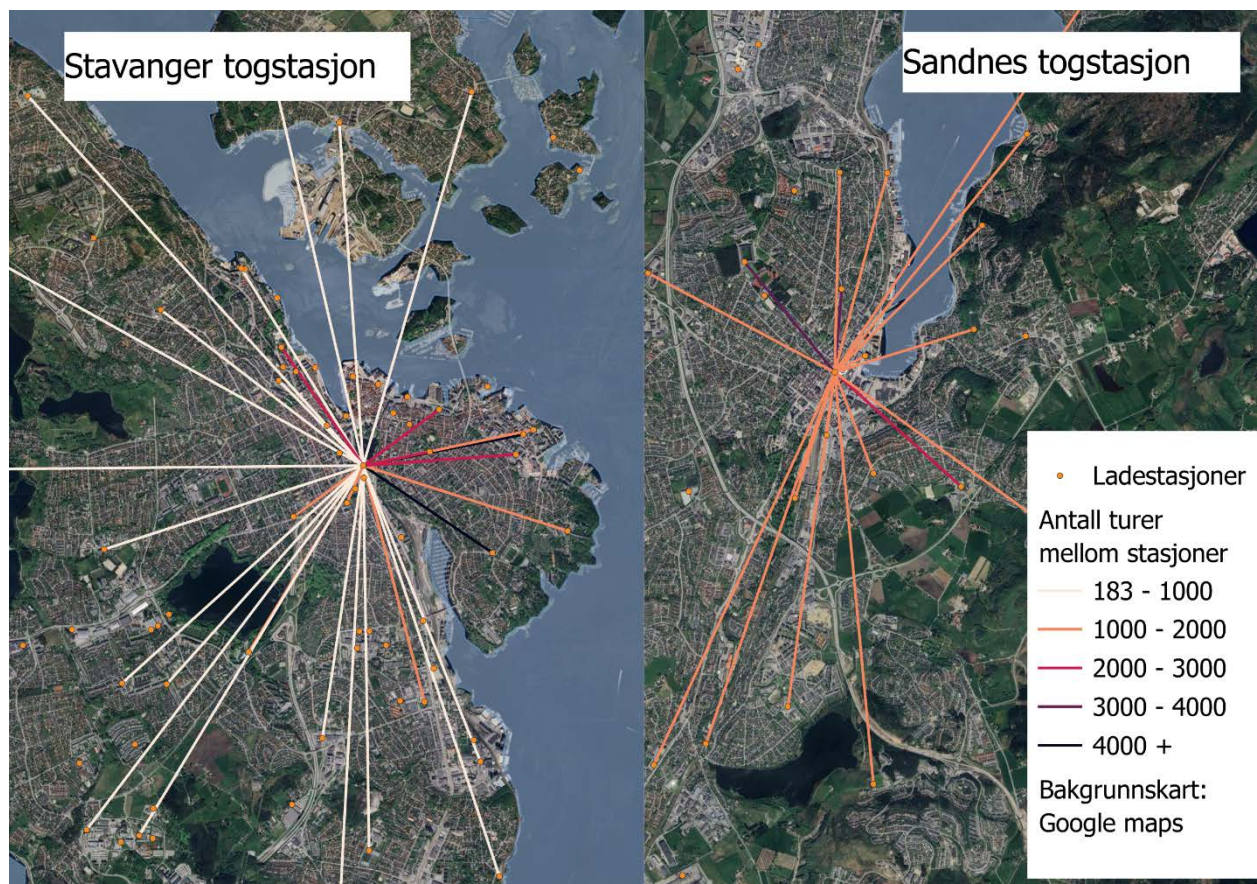 Stavanger togstasjon
Sandnes togstasjon
Ladestasjoner
Antall turer
mellom stasjoner
183 - 1000
1000 - 2000
2000 - 3000
3000 - 4000
4000 +
Bakgrunnskart:
Google maps